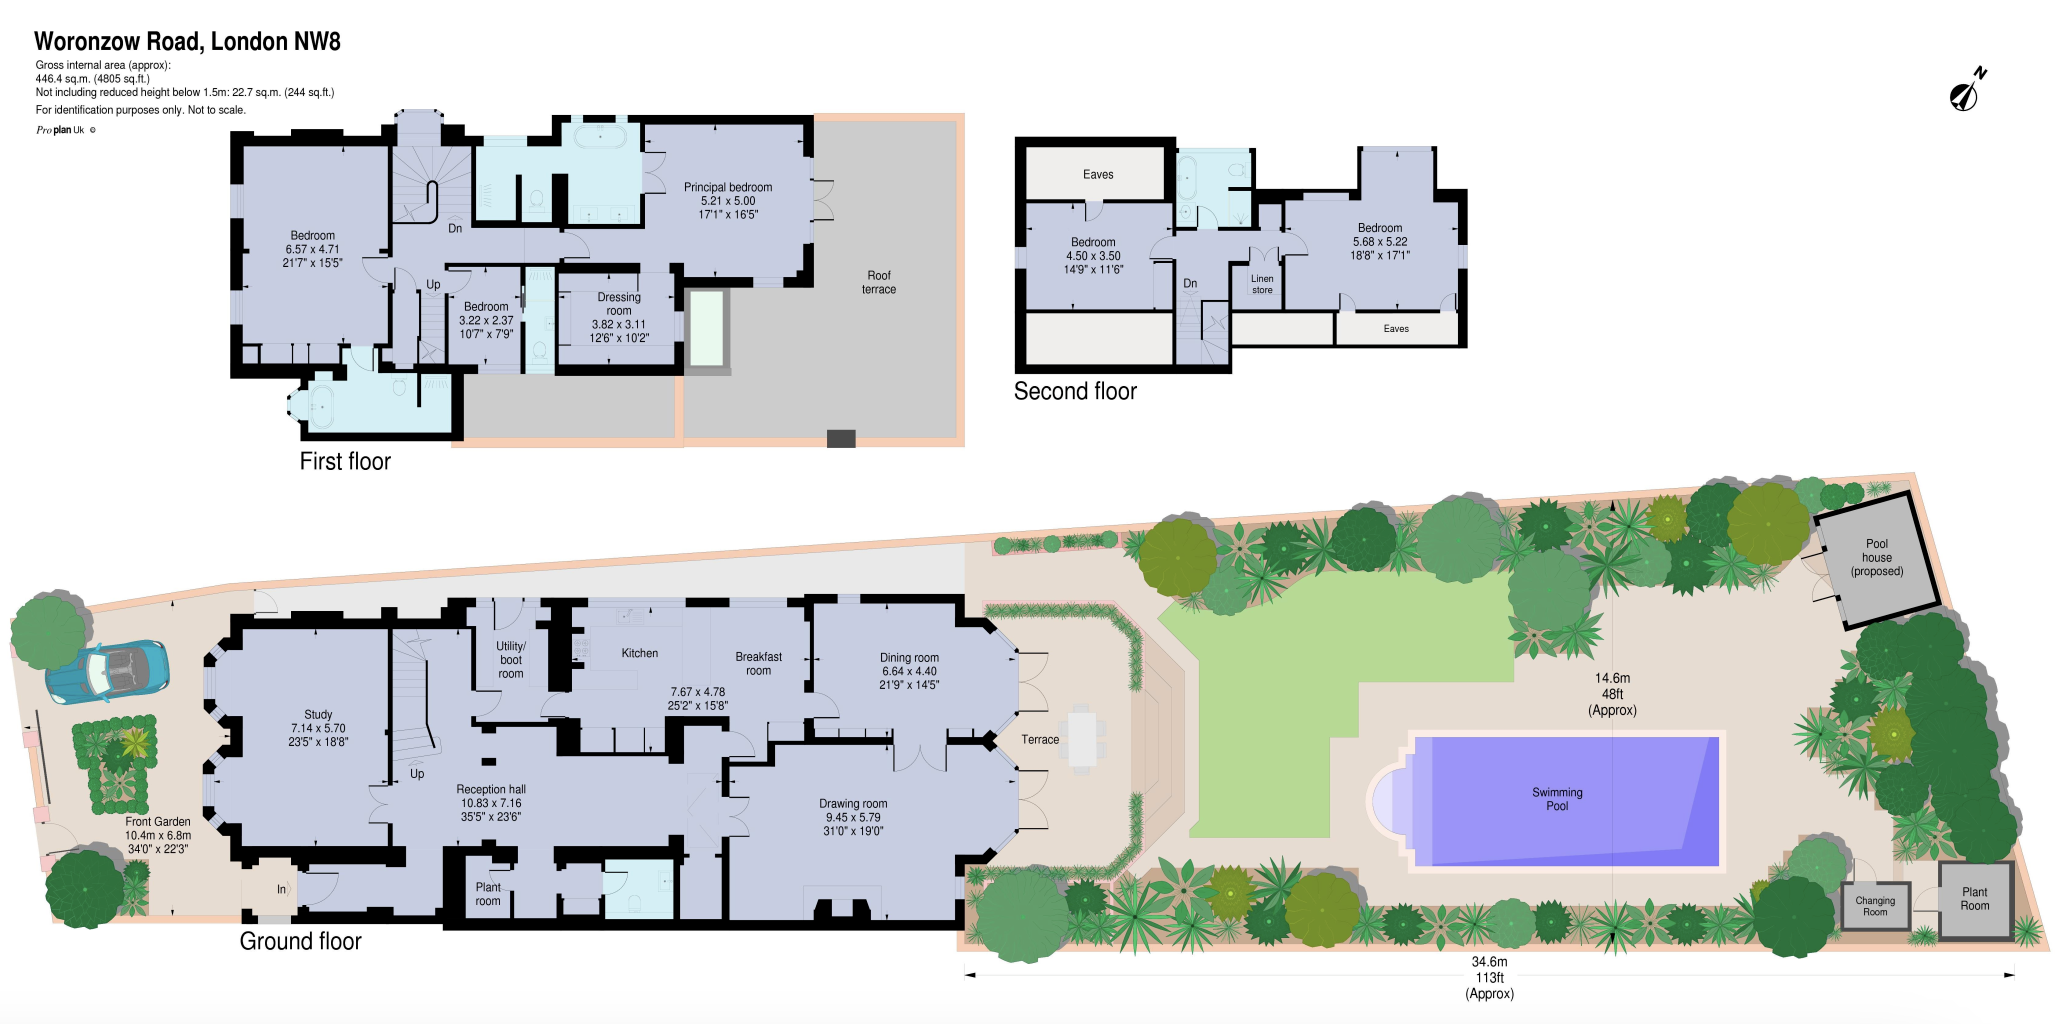 Woronzow Road, London NW8
Gross internal area (approx):
446.4 sq.m. (4805 sq.ft.)
Not including reduced height below 1.5m: 22.7 sq.m. (244 sq.ft.)
For identification purposes only. Not to scale.
Pro plan Uk ©
N
Bedroom
6.57 x 4.71
21'7" x 15'5"
Dn
Up
Bedroom
3.22 x 2.37
10'7" x 7'9"
Dressing
room
3.82 x 3.11
12'6" x 10'2"
Principal bedroom
5.21 x 5.00
17'1" x 16'5"
Roof
terrace
First floor
Eaves
Bedroom
4.50 x 3.50
14'9" x 11'6"
Dn
Linen
store
Bedroom
5.68 x 5.22
18'8" x 17'1"
Eaves
Second floor
Front Garden
10.4m x 6.8m
34'0" x 22'3"
In
Study
7.14 x 5.70
23'5" x 18'8"
Up
Utility/
boot
room
Kitchen
Breakfast
room
7.67 x 4.78
25'2" x 15'8"
Dining room
6.64 x 4.40
21'9" x 14'5"
Reception hall
10.83 x 7.16
35'5" x 23'6"
Drawing room
9.45 x 5.79
31'0" x 19'0"
Plant
room
Ground floor
Terrace
14.6m
48ft
(Approx)
Swimming
Pool
Pool
house
(proposed)
Changing
Room
Plant
Room
34.6m
113ft
(Approx)